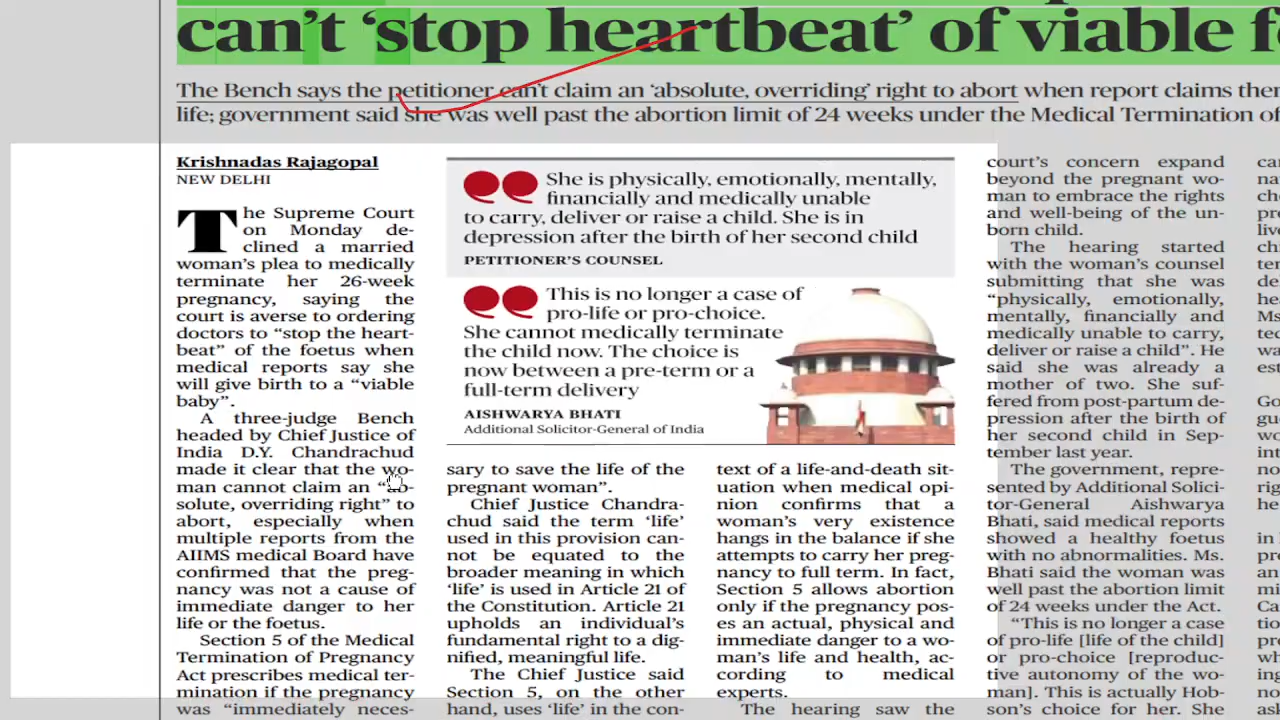 can't 'stop heartbeat' of viable
The Bench says the petitioner can't claim an 'absolute, overriding' right to abort when report claims
life; government said she was well past the abortion limit of 24 weeks under the Medical Termination of
Krishnadas Rajagopal
NEW DELHI
The Supreme Court
on Monday de-
clined a married
woman's plea to medically
terminate her 26-week
pregnancy, saying the
court is averse to ordering
doctors to "stop the heart-
beat" of the foetus when
medical reports say she
will give birth to a "viable
baby".
A three-judge Bench
headed by Chief Justice of
India D.Y. Chandrachud
made it clear that the wo-
man cannot claim an
solute, overriding right" to
abort, especially when
multiple reports from the
AIIMS medical Board have
confirmed that the preg-
nancy was not a cause of
immediate danger to her
life or the foetus.
Section 5 of the Medical
Termination of Pregnancy
Act prescribes medical ter-
mination if the pregnancy
was "immediately neces-
She is physically, emotionally, mentally,
financially and medically unable
to carry, deliver or raise a child. She is in
depression after the birth of her second child
PETITIONER'S COUNSEL
This is no longer a case of
pro-life or pro-choice.
She cannot medically terminate
the child now. The choice is
now between a pre-term or a
full-term delivery
AISHWARYA BHATI
Additional Solicitor-General of India
sary to save the life of the
pregnant woman".
Chief Justice Chandra-
chud said the term 'life'
used in this provision can-
not be equated to the
broader meaning in which
'life' is used in Article 21 of
the Constitution. Article 21
upholds an individual's
fundamental right to a dig-
nified, meaningful life.
The Chief Justice said
Section 5, on the other
hand, uses 'life' in the con-
text of a life-and-death sit-
uation when medical opi-
nion confirms that a
woman's very existence
hangs in the balance if she
attempts to carry her preg-
nancy to full term. In fact,
Section 5 allows abortion
only if the pregnancy pos-
es an actual, physical and
immediate danger to a wo-
man's life and health, ac-
cording to medical
experts.
The hearing saw the
court's concern expand
beyond the pregnant wo-
man to embrace the rights
and well-being of the un-
born child.
The hearing started
with the woman's counsel
submitting that she was
"physically, emotionally,
mentally, financially and
medically unable to carry,
deliver or raise a child". He
said she was already a
mother of two. She suf-
fered from post-partum de-
pression after the birth of
her second child in Sep-
tember last year.
The government, repre-
sented by Additional Solici-
tor-General Aishwarya
Bhati, said medical reports
showed a healthy foetus
with no abnormalities. Ms.
Bhati said the woman was
well past the abortion limit
of 24 weeks under the Act.
"This is no longer a case
of pro-life [life of the child]
or pro-choice [reproduc-
tive autonomy of the wo-
man]. This is actually Hob-
son's choice for her. She